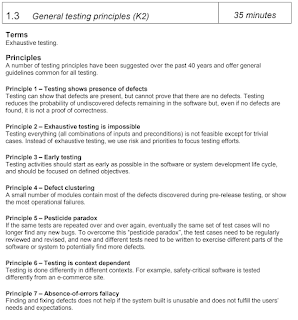 1.3 General testing principles (K2) 35 minutes
Terms
Exhaustive testing.
Principles
A number of testing principles have been suggested over the past 40 years and offer general
guidelines common for all testing.
Principle 1 – Testing shows presence of defects
Testing can show that defects are present, but cannot prove that there are no defects. Testing
reduces the probability of undiscovered defects remaining in the software but, even if no defects are
found, it is not a proof of correctness.
Principle 2 – Exhaustive testing is impossible
Testing everything (all combinations of inputs and preconditions) is not feasible except for trivial
cases. Instead of exhaustive testing, we use risk and priorities to focus testing efforts.
Principle 3 – Early testing
Testing activities should start as early as possible in the software or system development life cycle,
and should be focused on defined objectives.
Principle 4 – Defect clustering
A small number of modules contain most of the defects discovered during pre-release testing, or show
the most operational failures.
Principle 5 – Pesticide paradox
If the same tests are repeated over and over again, eventually the same set of test cases will no
longer find any new bugs. To overcome this “pesticide paradox”, the test cases need to be regularly
reviewed and revised, and new and different tests need to be written to exercise different parts of the
software or system to potentially find more defects.
Principle 6 – Testing is context dependent
Testing is done differently in different contexts. For example, safety-critical software is tested
differently from an e-commerce site.
Principle 7 – Absence-of-errors fallacy
Finding and fixing defects does not help if the system built is unusable and does not fulfill the users’
needs and expectations.